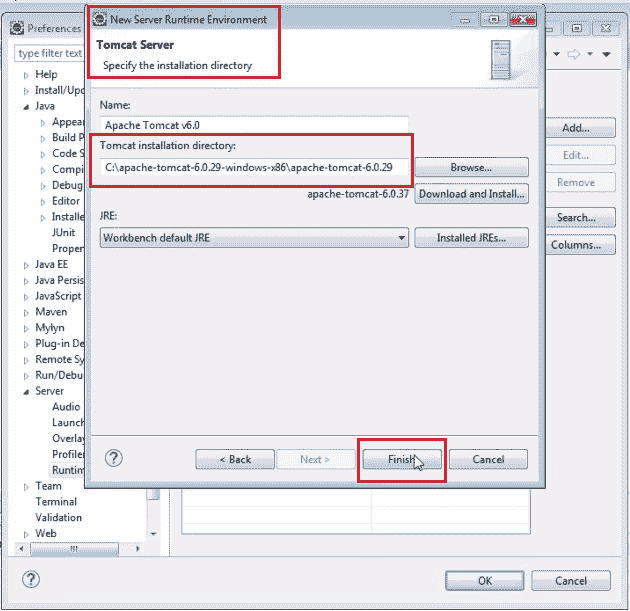 Preferences
New Server Runtime Environment
Tomcat Server
Specify the installation directory
type filter text
Help
Install/Upd
Java
Appear
Build P
Code S
Compi
Debug
Editor
Installe
JUnit
Proper
Java EE
Java Persis
JavaScript
Maven
Mylyn
Plug-in De
Remote Sy
Run/Debu
Server
Audio
Launch
Overlay
Profiler
Runtim
Team
Terminal
Validation
Web
Name:
Apache Tomcat v6.0
Tomcat installation directory:
C:\apache-tomcat-6.0.29-windows-x86\apache-tomcat-6.0.29
Browse...
apache-tomcat-6.0.37
Download and Install...
JRE:
Workbench default JRE
Installed JREs...
?
< Back
Next >
Finish
Cancel
Add...
Edit...
Remove
Search...
Columns...
?
OK
Cancel